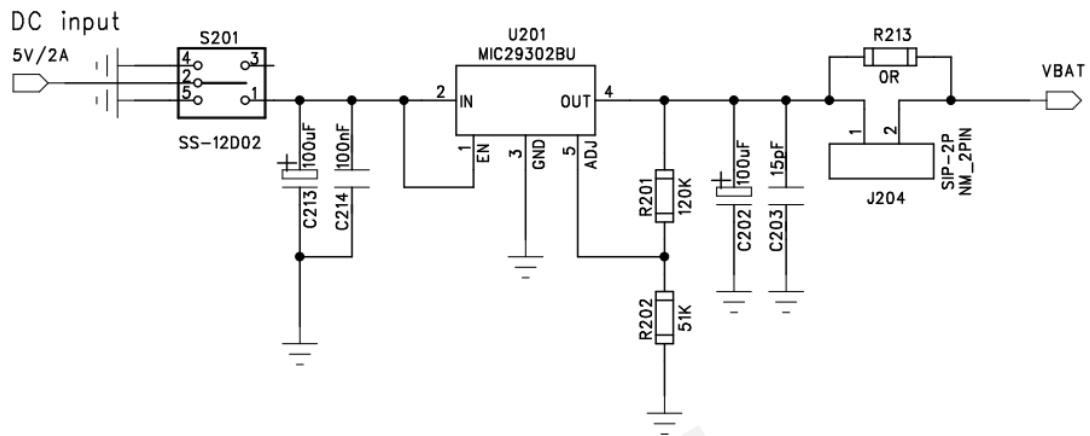 DC input
5V/2A
S201
4
3
2
5
1
SS-12D02
100uF
C213
100nF
C214
U201
MIC29302BU
2
IN
OUT
4
1
EN
3
GND
5
ADJ
R201
120K
R202
51K
100uF
C202
15pF
C203
R213
0R
1
2
SIP-2P
NM_2PIN
J204
VBAT